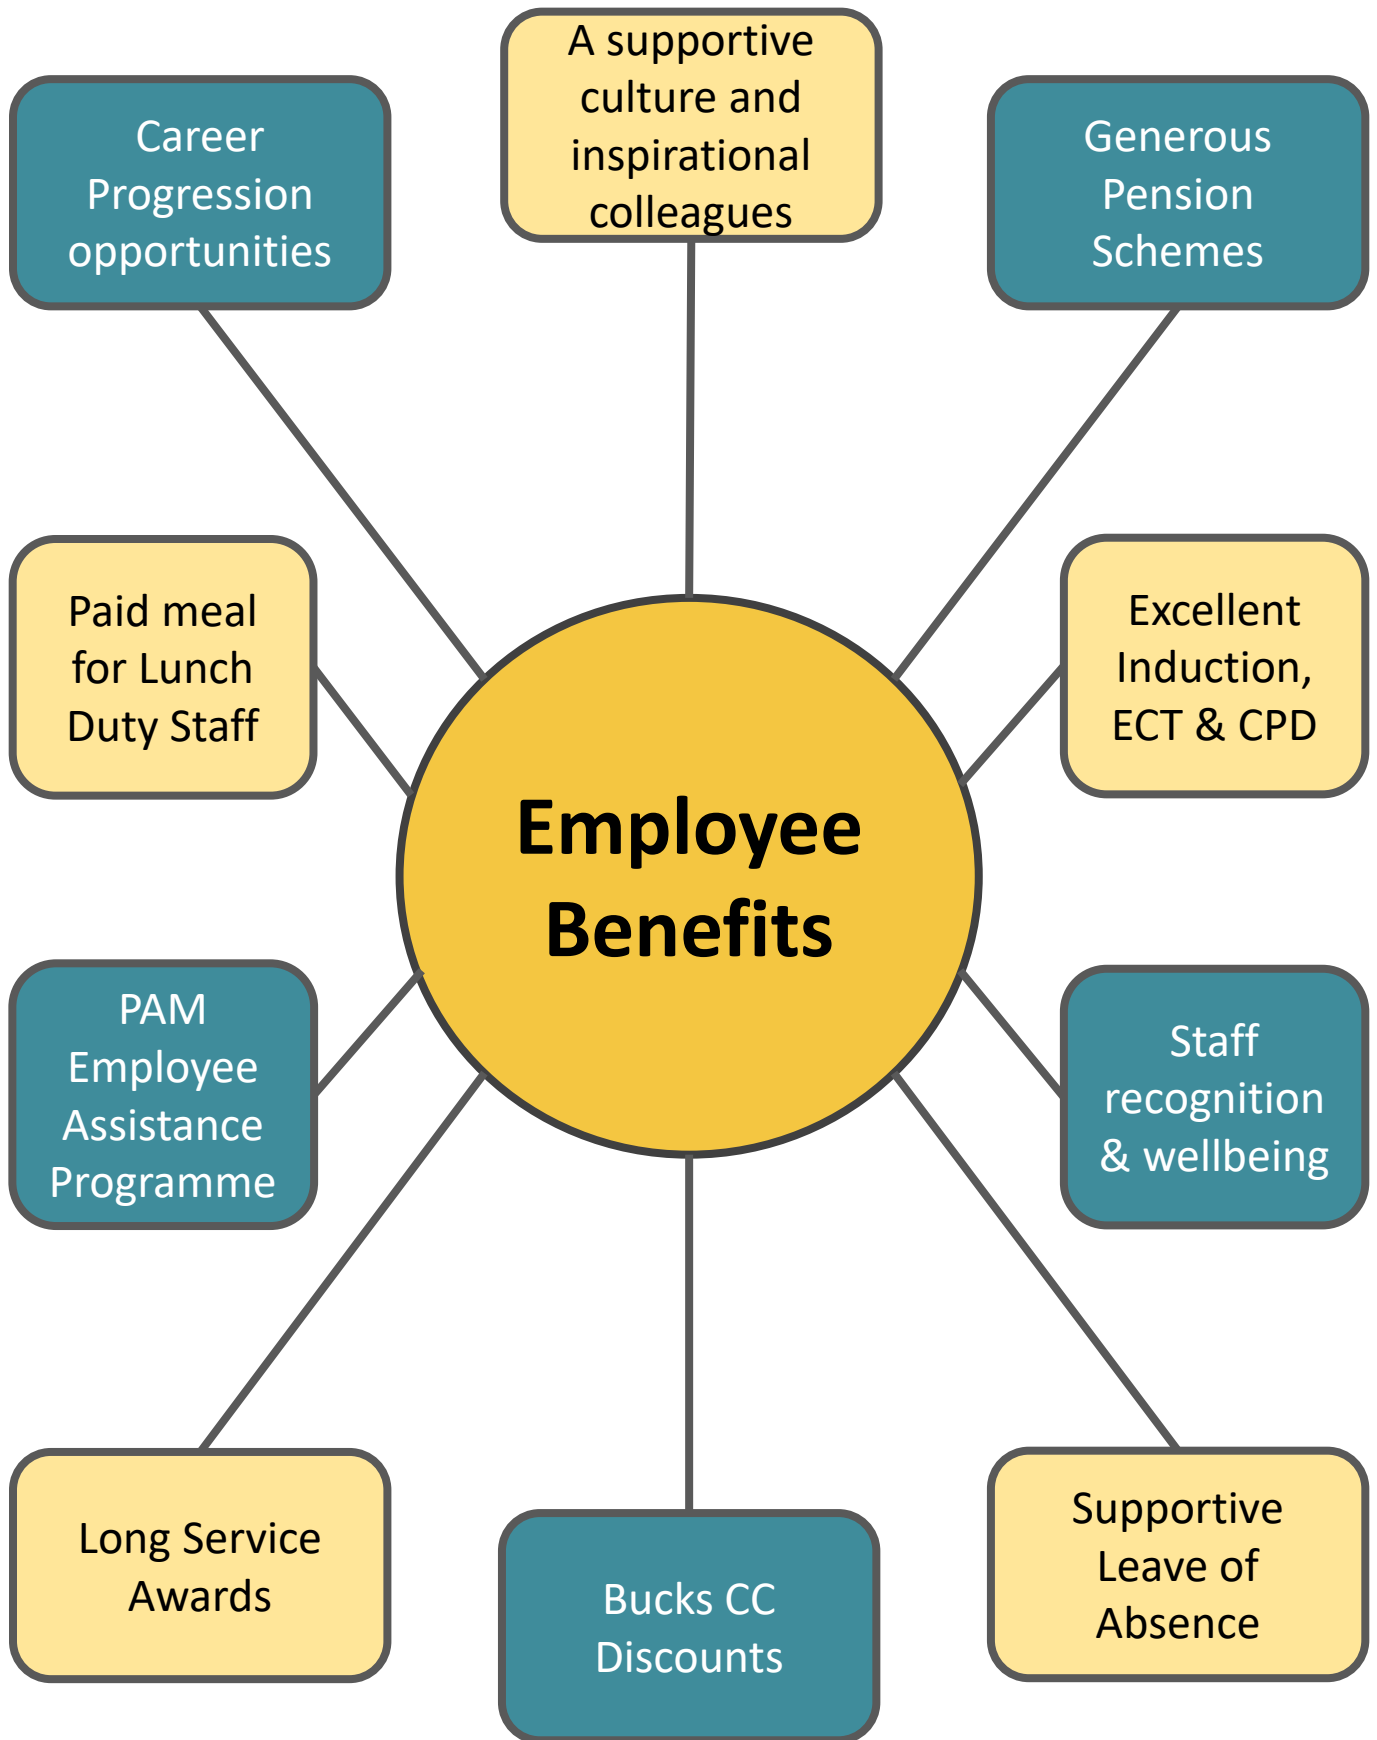 A supportive
culture and
inspirational
colleagues
Career
Progression
opportunities
Generous
Pension
Schemes
Paid meal
for Lunch
Duty Staff
Excellent
Induction,
ECT & CPD
Employee
Benefits
PAM
Employee
Assistance
Programme
Staff
recognition
& wellbeing
Long Service
Awards
Bucks CC
Discounts
Supportive
Leave of
Absence